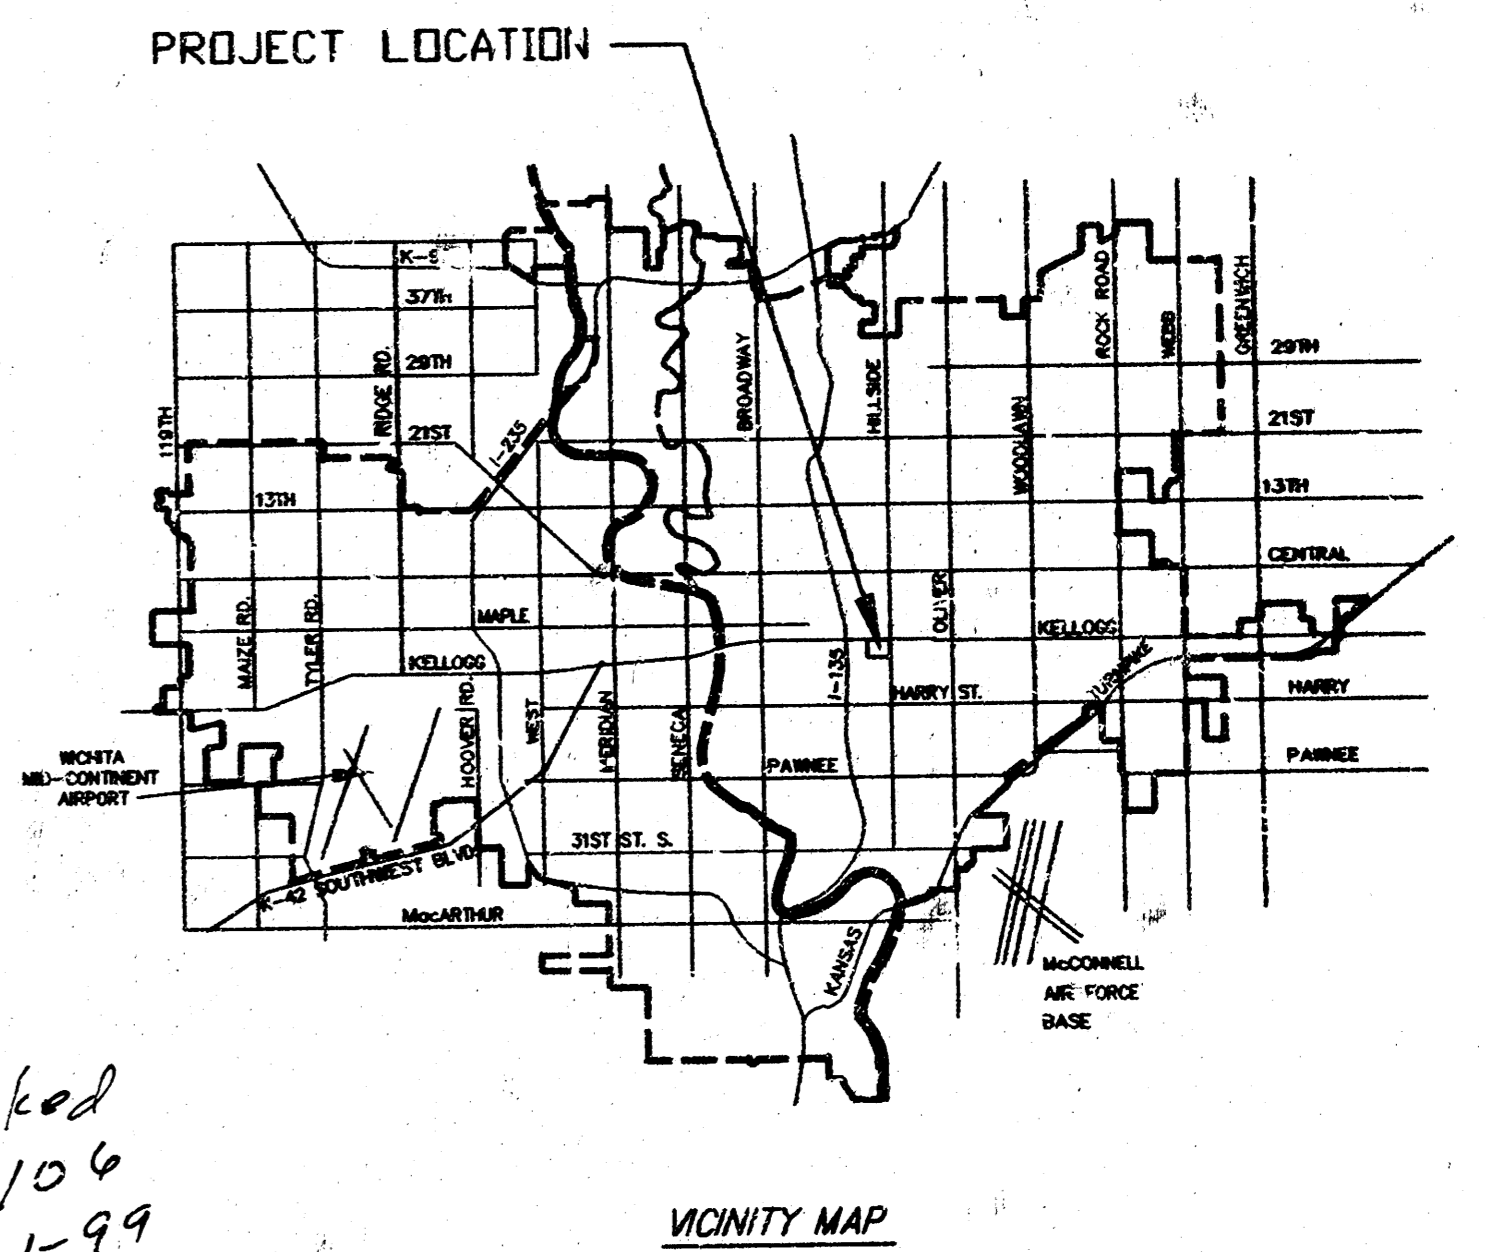 PROJECT LOCATION
37TH
29TH
RIDGE RD.
119TH
21ST
I-235
13TH
BROADWAY
HILLSIDE
WOODLAWN
ROCK ROAD
WEBB
GREENWICH
29TH
21ST
13TH
CENTRAL
MAIZE RD.
TYLER RD.
MAPLE
KELLOGG
HOOVER RD.
WEST
MERIDIAN
SENECA
I-135
OLIVER
KELLOGG
TURNPIKE
HARRY ST.
HARRY
PAWNEE
PAWNEE
WICHITA
MID-CONTINENT
AIRPORT
31ST ST. S.
K-42 SOUTHWEST BLVD.
MacARTHUR
KANSAS
McCONNELL
AIR FORCE
BASE
ked
106
1-99
VICINITY MAP